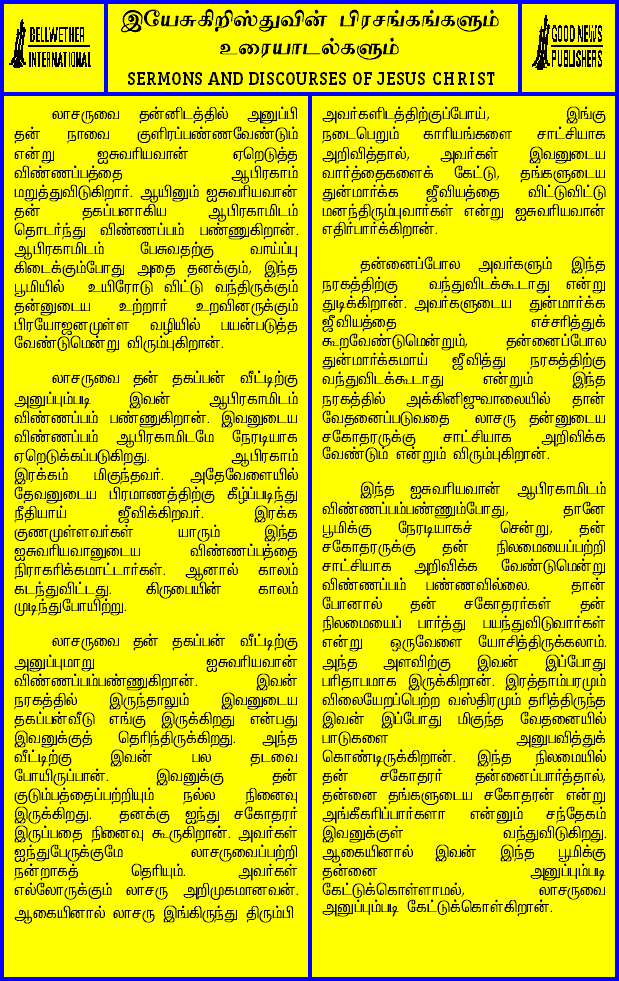 BELLWETHER
INTERNATIONAL
இயேசுகிறிஸ்துவின் பிரசங்கங்களும்
உரையாடல்களும்
SERMONS AND DISCOURSES OF JESUS CHRIST
GOOD NEWS
PUBLISHERS
லாசருவை தன்னிடத்தில் அனுப்பி
தன் நாவை குளிரப்பண்ணவேண்டும்
என்று ஐசுவரியவான் ஏறெடுத்த
விண்ணப்பத்தை ஆபிரகாம்
மறுத்துவிடுகிறார். ஆயினும் ஐசுவரியவான்
தன் தகப்பனாகிய ஆபிரகாமிடம்
தொடர்ந்து விண்ணப்பம் பண்ணுகிறான்.
ஆபிரகாமிடம் பேசுவதற்கு வாய்ப்பு
கிடைக்கும்போது அதை தனக்கும், இந்த
பூமியில் உயிரோடு விட்டு வந்திருக்கும்
தன்னுடைய உற்றார் உறவினருக்கும்
பிரயோஜனமுள்ள வழியில் பயன்படுத்த
வேண்டுமென்று விரும்புகிறான்.
லாசருவை தன் தகப்பன் வீட்டிற்கு
அனுப்பும்படி இவன் ஆபிரகாமிடம்
விண்ணப்பம் பண்ணுகிறான். இவனுடைய
விண்ணப்பம் ஆபிரகாமிடமே நேரடியாக
ஏறெடுக்கப்படுகிறது. ஆபிரகாம்
இரக்கம் மிகுந்தவர். அதேவேளையில்
தேவனுடைய பிரமாணத்திற்கு கீழ்ப்படிந்து
நீதியாய் ஜீவிக்கிறவர். இரக்க
குணமுள்ளவர்கள் யாரும் இந்த
ஐசுவரியவானுடைய விண்ணப்பத்தை
நிராகரிக்கமாட்டார்கள். ஆனால் காலம்
கடந்துவிட்டது. கிருபையின் காலம்
முடிந்துபோயிற்று.
லாசருவை தன் தகப்பன் வீட்டிற்கு
அனுப்புமாறு ஐசுவரியவான்
விண்ணப்பம்பண்ணுகிறான். இவன்
நரகத்தில் இருந்தாலும் இவனுடைய
தகப்பன்வீடு எங்கு இருக்கிறது என்பது
இவனுக்குத் தெரிந்திருக்கிறது. அந்த
வீட்டிற்கு இவன் பல தடவை
போயிருப்பான். இவனுக்கு தன்
குடும்பத்தைப்பற்றியும் நல்ல நினைவு
இருக்கிறது. தனக்கு ஐந்து சகோதரர்
இருப்பதை நினைவு கூருகிறான். அவர்கள்
ஐந்துபேருக்குமே லாசருவைப்பற்றி
நன்றாகத் தெரியும். அவர்கள்
எல்லோருக்கும் லாசரு அறிமுகமானவன்.
ஆகையினால் லாசரு இங்கிருந்து திரும்பி
அவர்களிடத்திற்குப்போய், இங்கு
நடைபெறும் காரியங்களை சாட்சியாக
அறிவித்தால், அவர்கள் இவனுடைய
வார்த்தைகளைக் கேட்டு, தங்களுடைய
துன்மார்க்க ஜீவியத்தை விட்டுவிட்டு
மனந்திரும்புவார்கள் என்று ஐசுவரியவான்
எதிர்பார்க்கிறான்.
தன்னைப்போல அவர்களும் இந்த
நரகத்திற்கு வந்துவிடக்கூடாது என்று
துடிக்கிறான். அவர்களுடைய துன்மார்க்க
ஜீவியத்தை எச்சரித்துக்
கூறவேண்டுமென்றும், தன்னைப்போல
துன்மார்க்கமாய் ஜீவித்து நரகத்திற்கு
வந்துவிடக்கூடாது என்றும் இந்த
நரகத்தில் அக்கினிஜுவாலையில் தான்
வேதனைப்படுவதை லாசரு தன்னுடைய
சகோதரருக்கு சாட்சியாக அறிவிக்க
வேண்டும் என்றும் விரும்புகிறான்.
இந்த ஐசுவரியவான் ஆபிரகாமிடம்
விண்ணப்பம்பண்ணும்போது, தானே
பூமிக்கு நேரடியாகச் சென்று, தன்
சகோதரருக்கு தன் நிலமையைப்பற்றி
சாட்சியாக அறிவிக்க வேண்டுமென்று
விண்ணப்பம் பண்ணவில்லை. தான்
போனால் தன் சகோதரர்கள் தன்
நிலமையைப் பார்த்து பயந்துவிடுவார்கள்
என்று ஒருவேளை யோசித்திருக்கலாம்.
அந்த அளவிற்கு இவன் இப்போது
பரிதாபமாக இருக்கிறான். இரத்தாம்பரமும்
விலையேறப்பெற்ற வஸ்திரமும் தரித்திருந்த
இவன் இப்போது மிகுந்த வேதனையில்
பாடுகளை அனுபவித்துக்
கொண்டிருக்கிறான். இந்த நிலமையில்
தன் சகோதரர் தன்னைப்பார்த்தால்,
தன்னை தங்களுடைய சகோதரன் என்று
அங்கீகரிப்பார்களா என்னும் சந்தேகம்
இவனுக்குள் வந்துவிடுகிறது.
ஆகையினால் இவன் இந்த பூமிக்கு
தன்னை அனுப்பும்படி
கேட்டுக்கொள்ளாமல், லாசருவை
அனுப்பும்படி கேட்டுக்கொள்கிறான்.